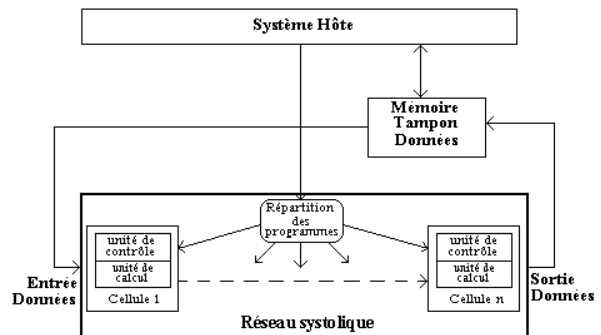 Système Hôte
Mémoire
Tampon
Données
Répartition
des
programmes
unité de
contrôle
unité de
calcul
Cellule 1
unité de
contrôle
unité de
calcul
Cellule n
Entrée
Données
Sortie
Données
Réseau systolique